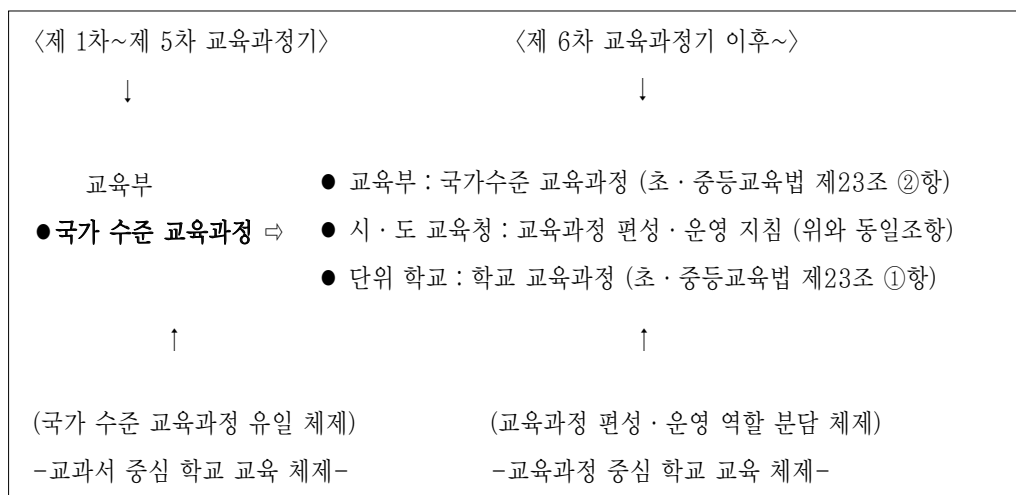 〈제 1차~제 5차 교육과정기〉 〈제 6차 교육과정기 이후~〉
↓ ↓
교육부 ● 교육부 : 국가수준 교육과정 (초 · 중등교육법 제23조 ②항)
●국가 수준 교육과정 ⇨ ● 시 · 도 교육청 : 교육과정 편성 · 운영 지침 (위와 동일조항)
● 단위 학교 : 학교 교육과정 (초 · 중등교육법 제23조 ①항)
↑ ↑
(국가 수준 교육과정 유일 체제) (교육과정 편성 · 운영 역할 분담 체제)
-교과서 중심 학교 교육 체제- -교육과정 중심 학교 교육 체제-